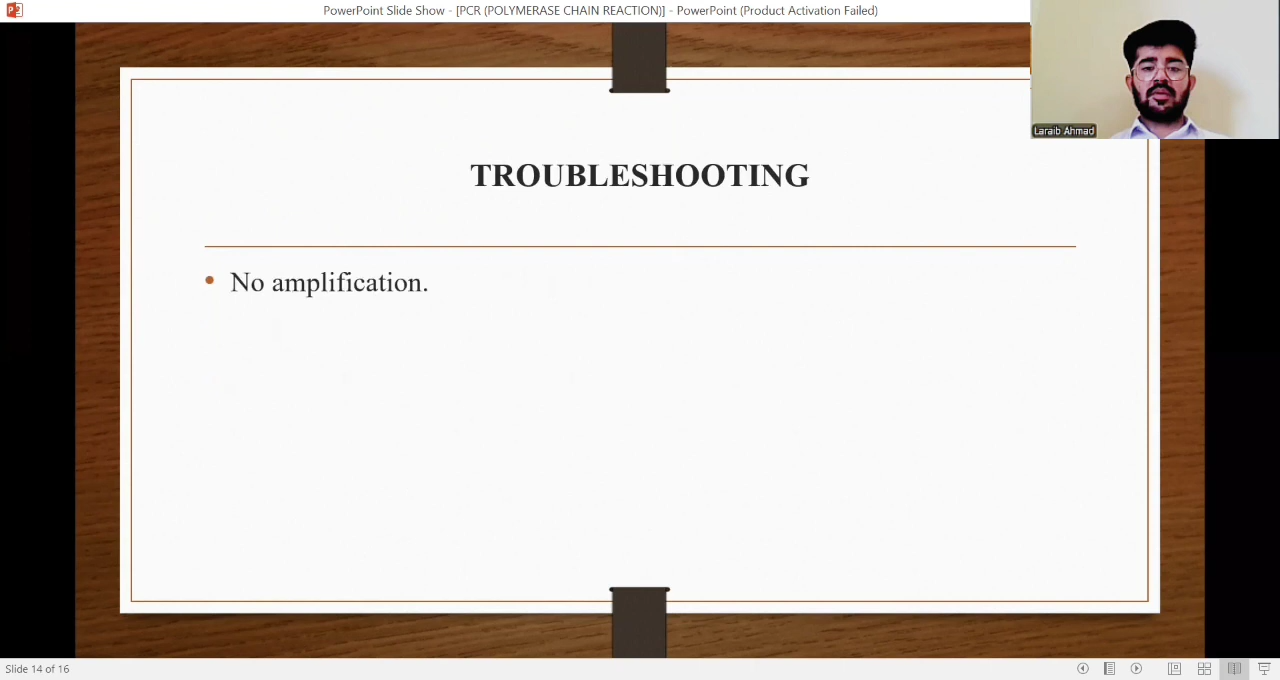 PowerPoint Slide Show - [PCR (POLYMERASE CHAIN REACTION)] - PowerPoint (Product Activation Failed)
Laraib Ahmad
TROUBLESHOOTING
• No amplification.
Slide 14 of 16